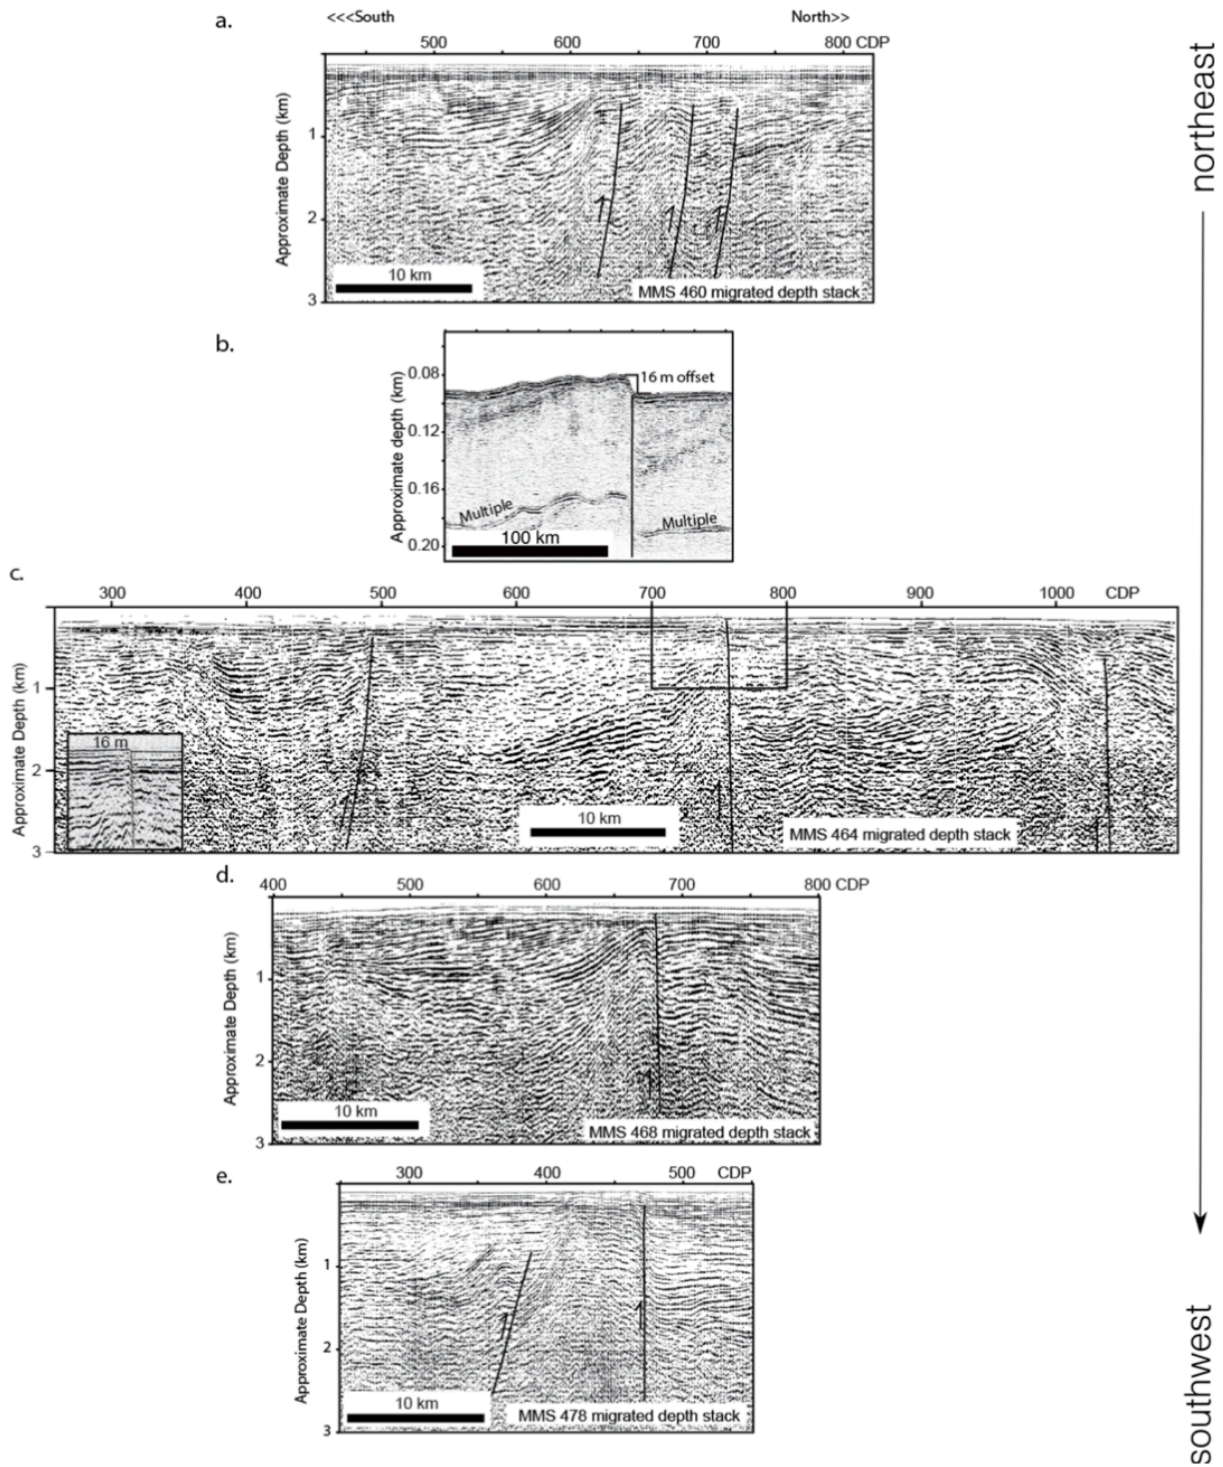 a.
<<<South North>>
500 600 700 800 CDP
Approximate Depth (km)
1
2
3
10 km
MMS 460 migrated depth stack
b.
Approximate depth (km)
0.08
0.12
0.16
0.20
16 m offset
Multiple
Multiple
100 km
c.
300 400 500 600 700 800 900 1000 CDP
Approximate Depth (km)
1
2
3
16 m
10 km
MMS 464 migrated depth stack
d.
400 500 600 700 800 CDP
Approximate Depth (km)
1
2
3
10 km
MMS 468 migrated depth stack
e.
300 400 500 CDP
Approximate Depth (km)
1
2
3
10 km
MMS 478 migrated depth stack
northeast
southwest